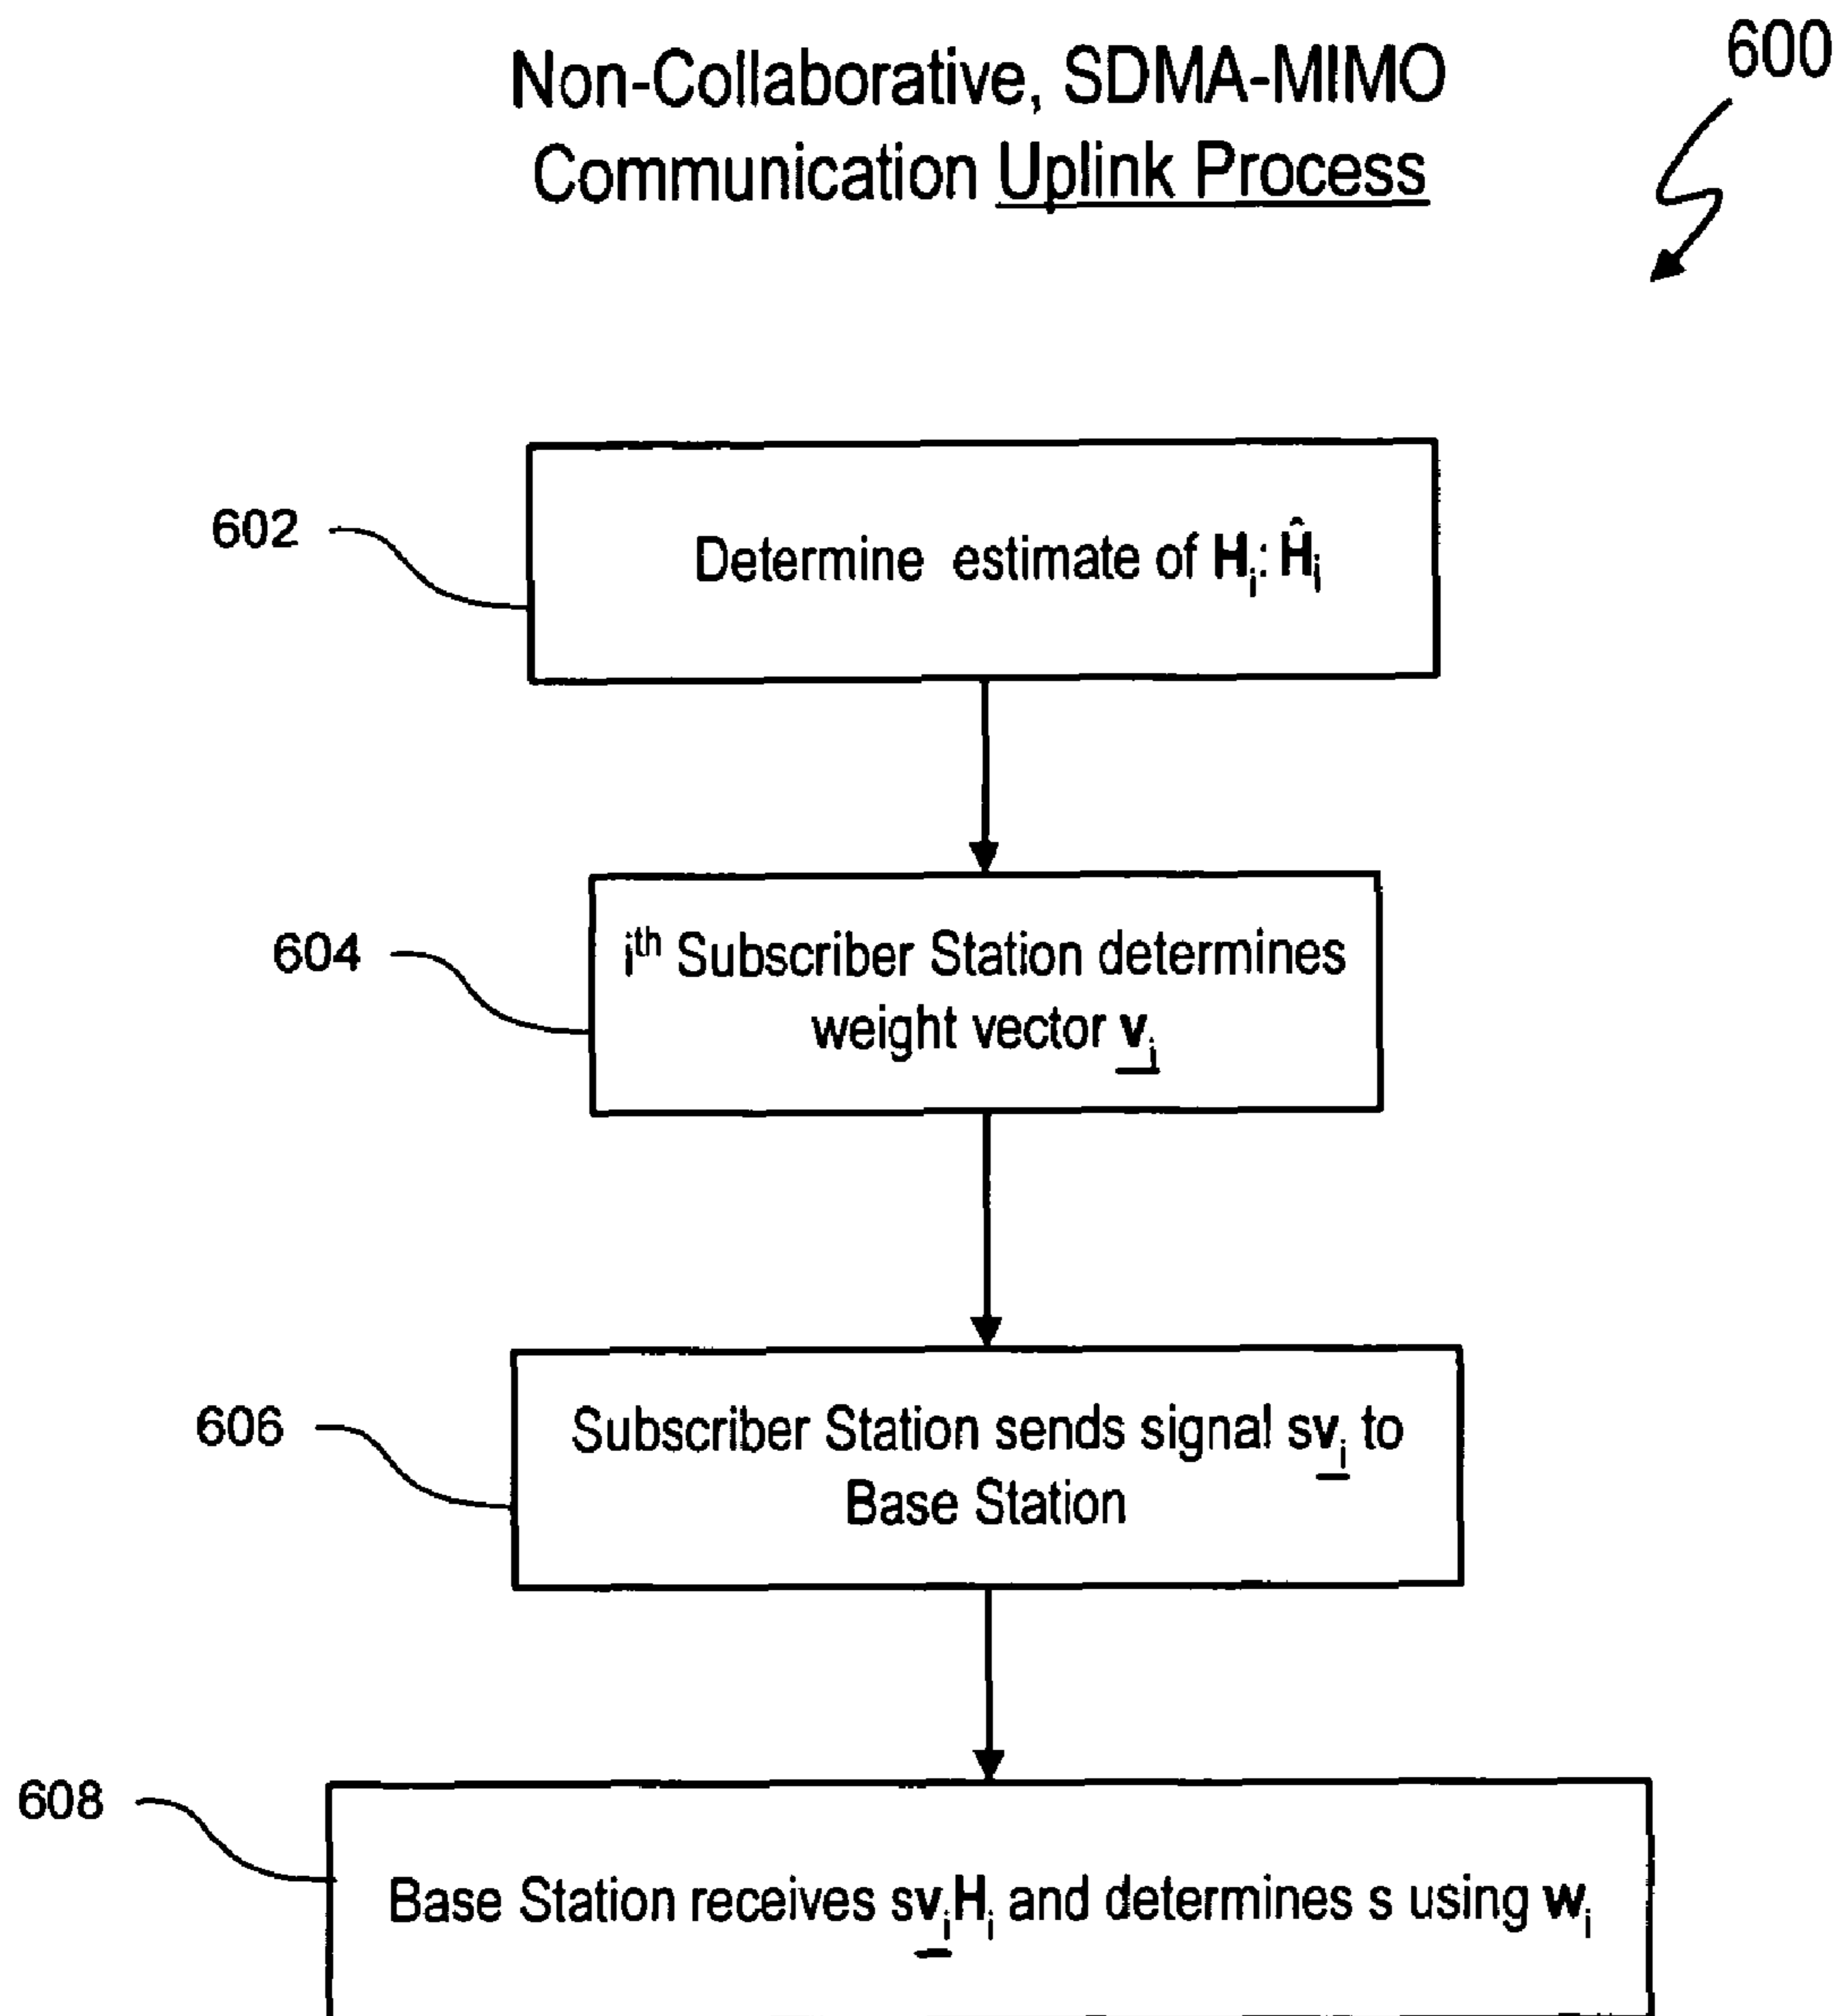 Non-Collaborative, SDMA-MIMO
600
Communication Uplink Process
602
Determine estimate of Hᵢ: Ĥᵢ
604
iᵗʰ Subscriber Station determines
weight vector vᵢ
606
Subscriber Station sends signal svᵢ to
Base Station
608
Base Station receives svᵢHᵢ and determines s using wᵢ